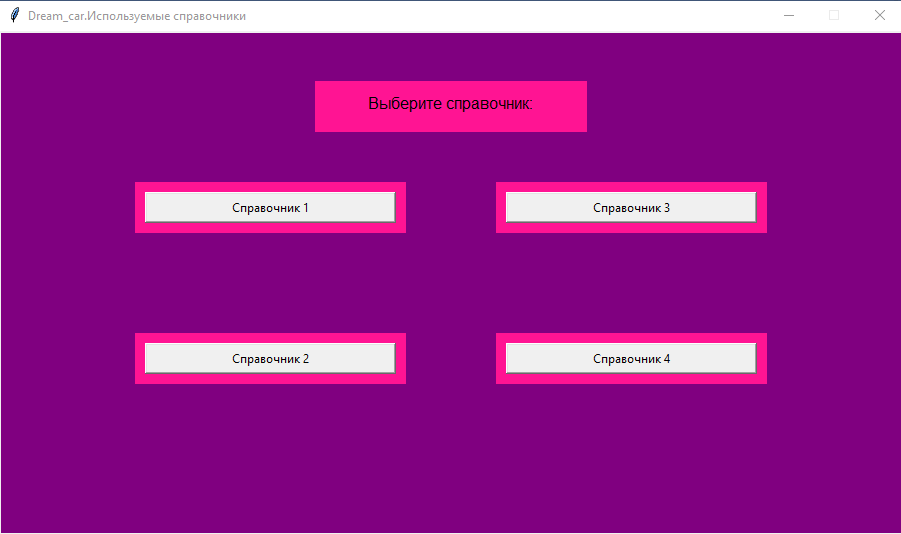 Dream_car.Используемые справочники
Выберите справочник:
Справочник 1
Справочник 3
Справочник 2
Справочник 4